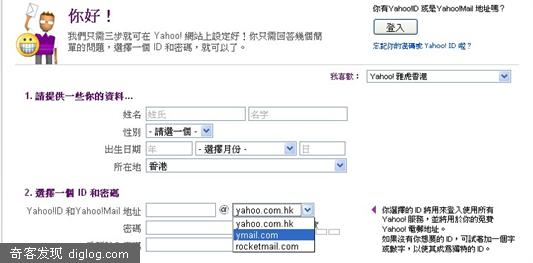 你好！
我們只需三步就可在 Yahoo! 網站上設定好！你只需回答幾個簡單的問題，選擇一個 ID 和密碼，就可以了。
你有Yahoo!ID 或是Yahoo!Mail 地址嗎？
登入
忘記你的密碼或 Yahoo! ID 啦？
我喜歡：
Yahoo! 雅虎香港
1. 請提供一些你的資料...
姓名
姓氏
名字
性別
- 請選一個 -
出生日期
年
- 選擇月份 -
日
所在地
香港
2. 選擇一個 ID 和密碼
Yahoo!ID 和Yahoo!Mail 地址
@
yahoo.com.hk
yahoo.com.hk
ymail.com
rocketmail.com
密碼
你選擇的 ID 將用來登入使用所有
Yahoo! 服務，並將用於你的免費
Yahoo! 電郵地址。
如果沒有你想要的 ID，可試著加一個字
或數字，以使其成為獨特的 ID。
奇客发现 diglog.com